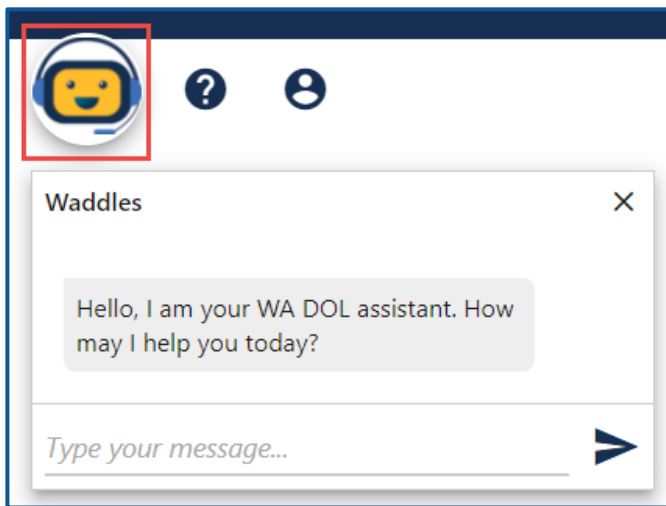 Waddles
Hello, I am your WA DOL assistant. How
may I help you today?
Type your message...